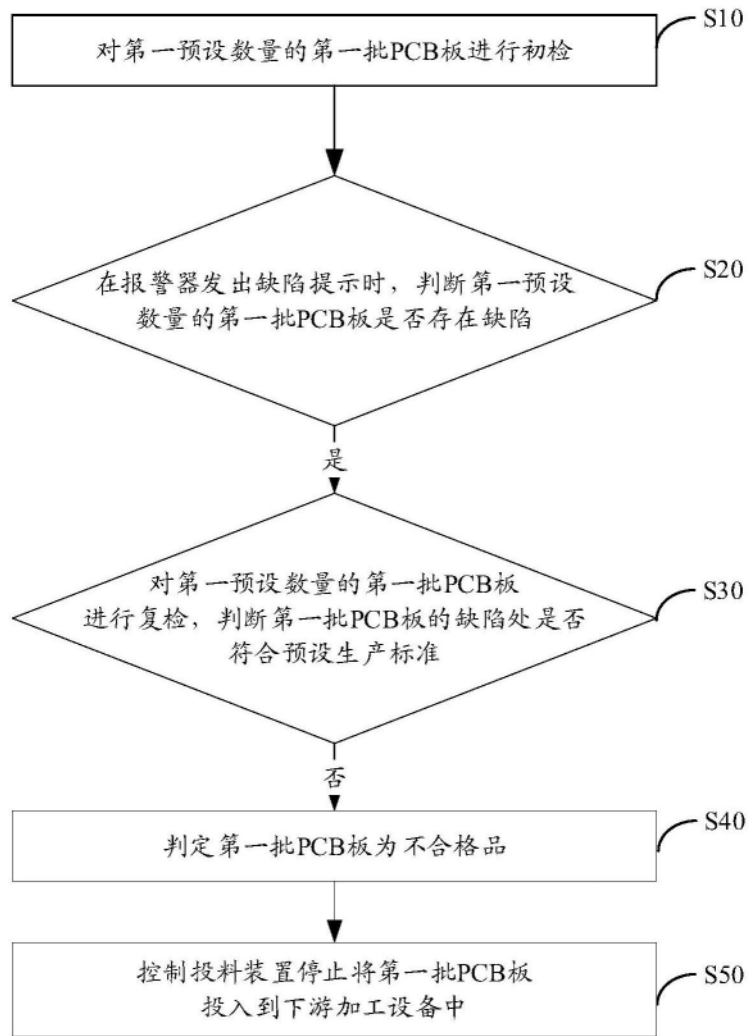 对第一预设数量的第一批PCB板进行初检
S10
在报警器发出缺陷提示时，判断第一预设
数量的第一批PCB板是否存在缺陷
S20
是
对第一预设数量的第一批PCB板
进行复检，判断第一批PCB板的缺陷处是否
符合预设生产标准
S30
否
判定第一批PCB板为不合格品
S40
控制投料装置停止将第一批PCB板
投入到下游加工设备中
S50